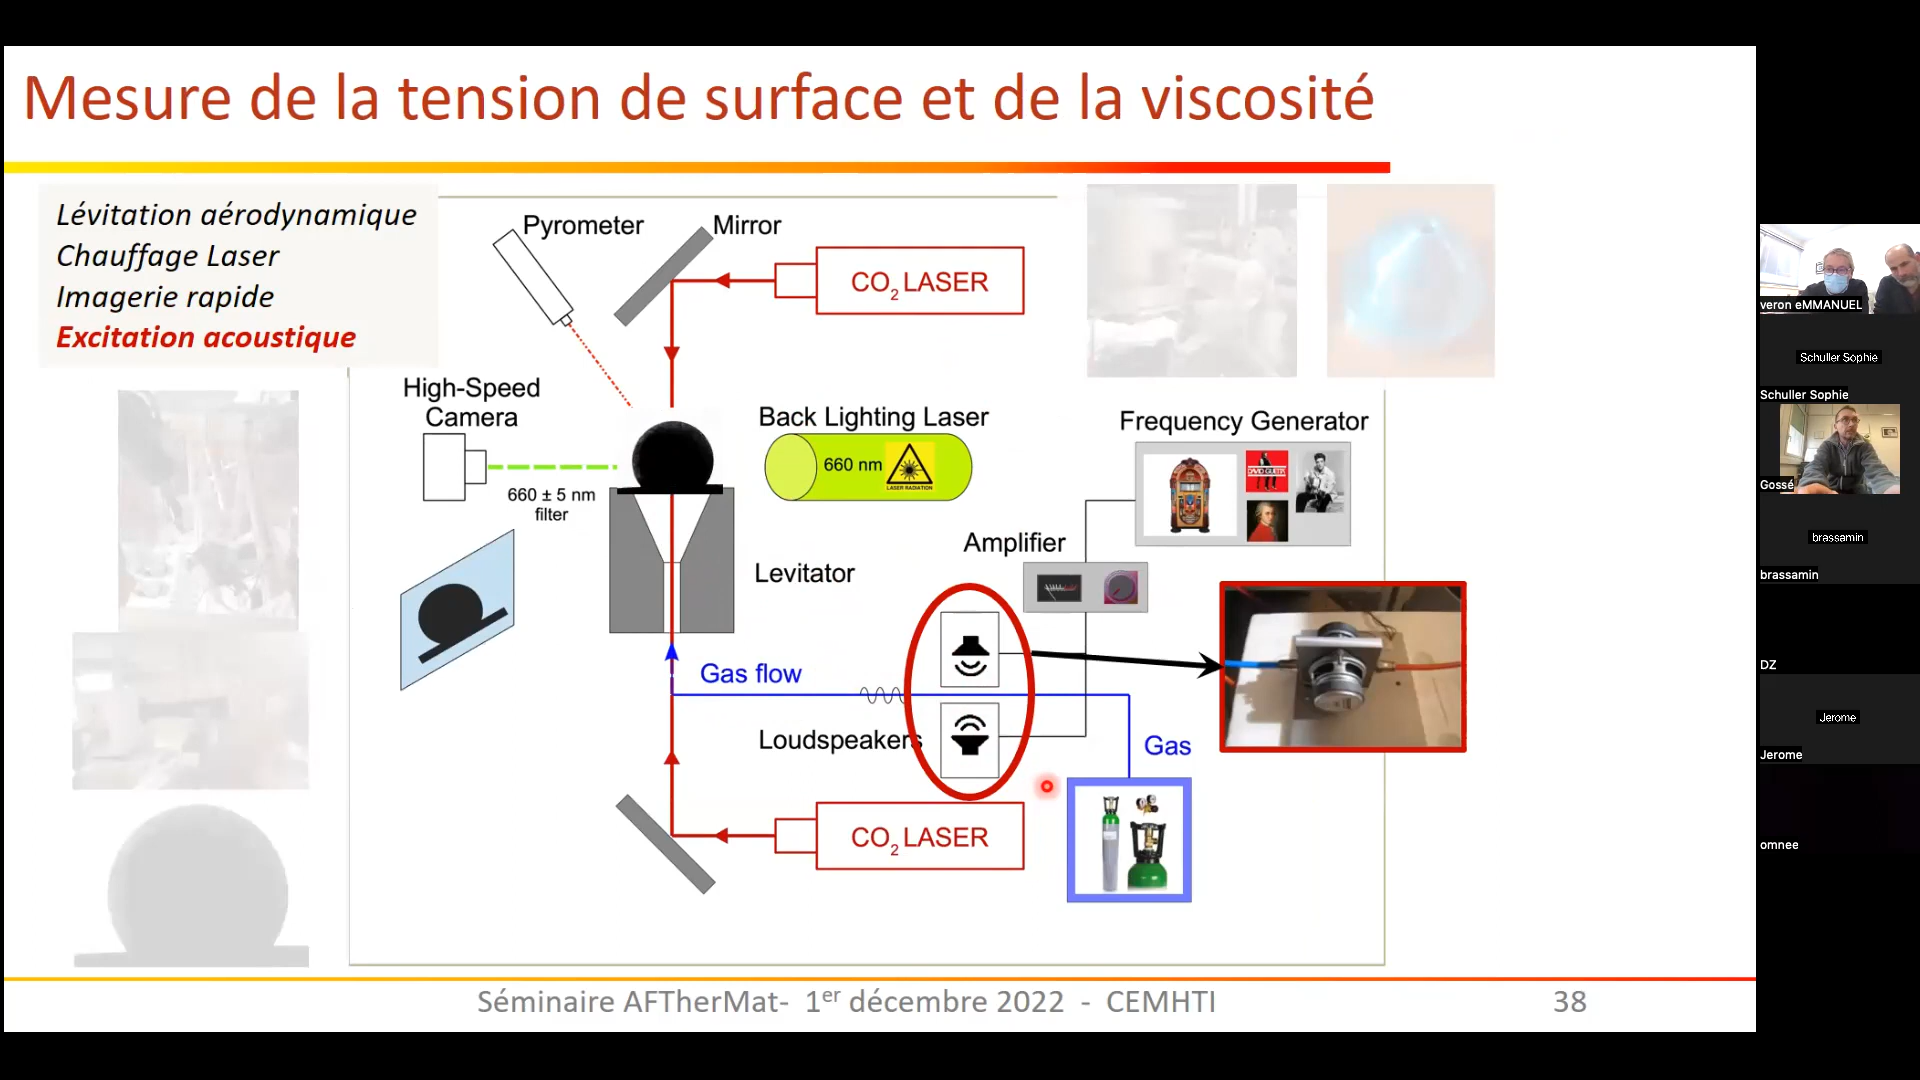 Mesure de la tension de surface et de la viscosité
Lévitation aérodynamique
Chauffage Laser
Imagerie rapide
Excitation acoustique
Pyrometer
Mirror
CO2 LASER
High-Speed
Camera
660 ± 5 nm
filter
Back Lighting Laser
660 nm
LASER RADIATION
Frequency Generator
DAVID GUETTA
Amplifier
Levitator
Gas flow
Loudspeakers
Gas
CO2 LASER
Séminaire AFTherMat- 1er décembre 2022 - CEMHTI
38
veron eMMANUEL
Schuller Sophie
Schuller Sophie
Gossé
brassamin
brassamin
DZ
Jerome
Jerome
omnee